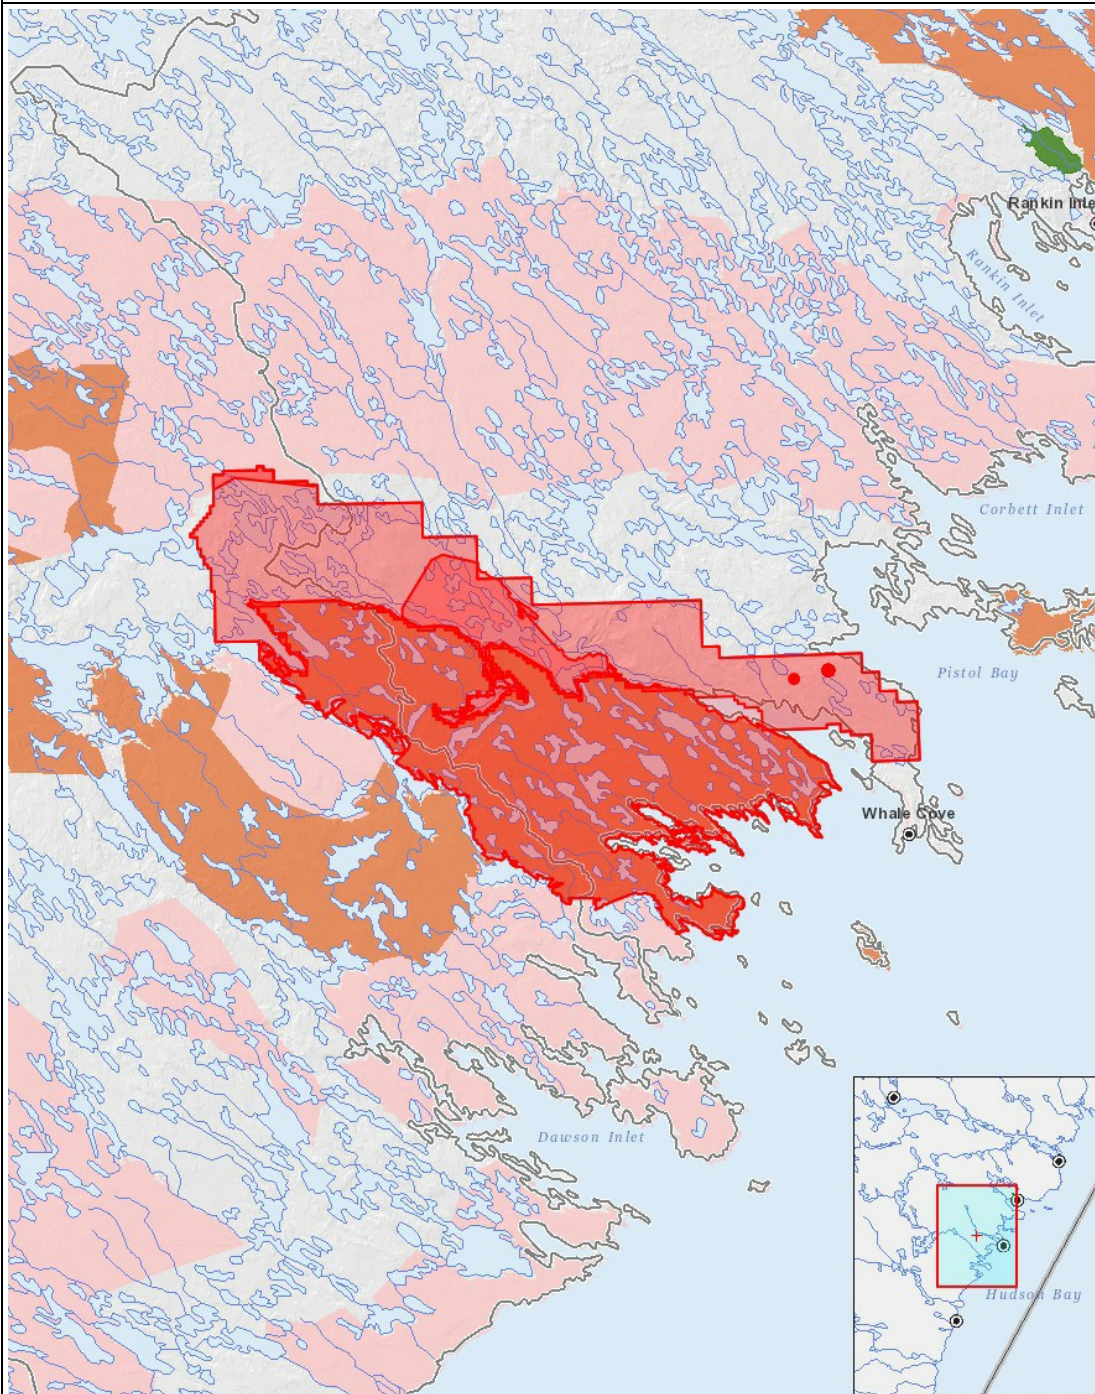 Rankin Inle
Rankin Inlet
Corbett Inlet
Pistol Bay
Whale Cove
Dawson Inlet
Hudson Bay